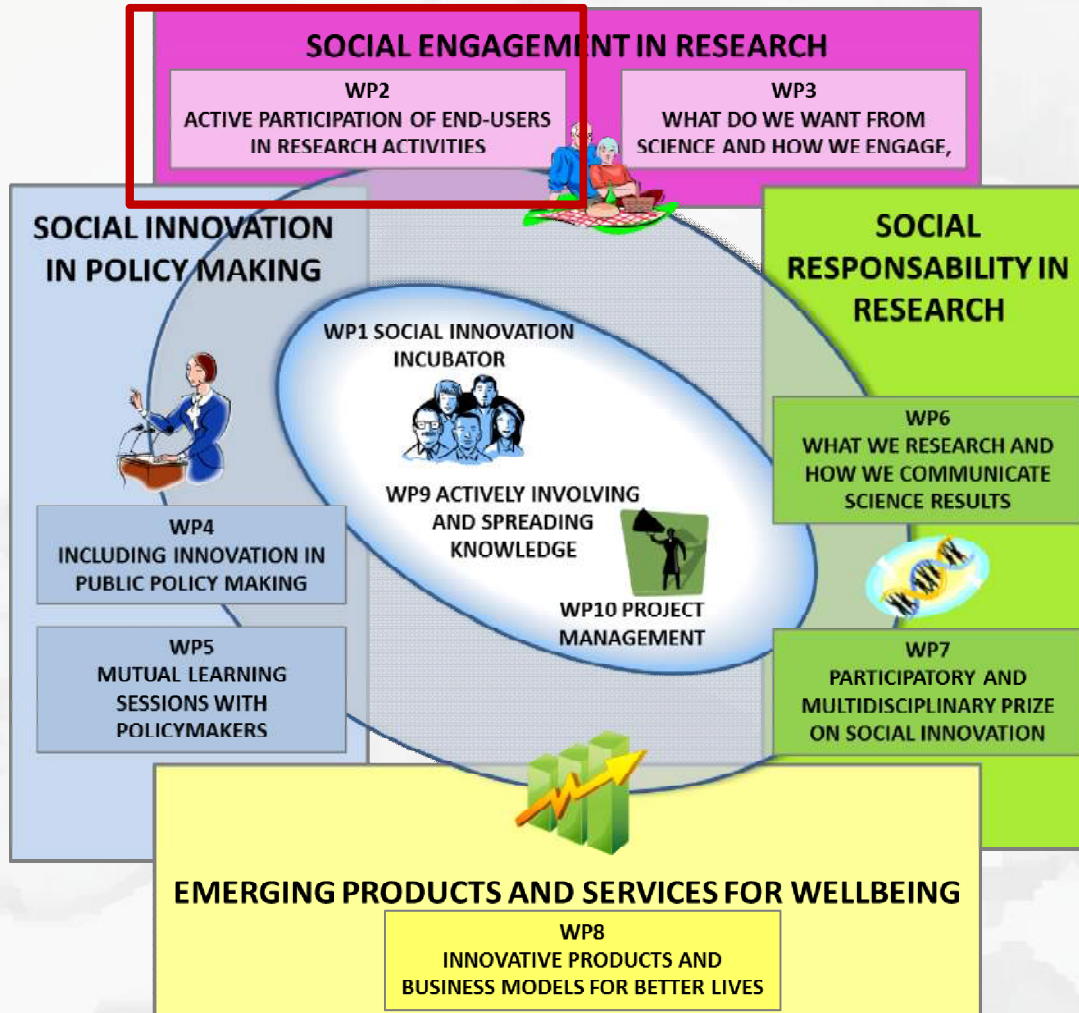 SOCIAL ENGAGEMENT IN RESEARCH
WP2
ACTIVE PARTICIPATION OF END-USERS
IN RESEARCH ACTIVITIES
WP3
WHAT DO WE WANT FROM
SCIENCE AND HOW WE ENGAGE,
SOCIAL INNOVATION
IN POLICY MAKING
SOCIAL
RESPONSABILITY IN
RESEARCH
WP1 SOCIAL INNOVATION
INCUBATOR
WP9 ACTIVELY INVOLVING
AND SPREADING
KNOWLEDGE
WP10 PROJECT
MANAGEMENT
WP4
INCLUDING INNOVATION IN
PUBLIC POLICY MAKING
WP5
MUTUAL LEARNING
SESSIONS WITH
POLICYMAKERS
WP6
WHAT WE RESEARCH AND
HOW WE COMMUNICATE
SCIENCE RESULTS
WP7
PARTICIPATORY AND
MULTIDISCIPLINARY PRIZE
ON SOCIAL INNOVATION
EMERGING PRODUCTS AND SERVICES FOR WELLBEING
WP8
INNOVATIVE PRODUCTS AND
BUSINESS MODELS FOR BETTER LIVES